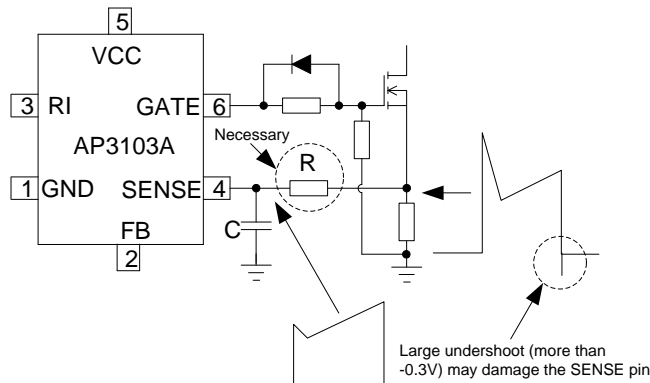 5
VCC
3 RI GATE 6
Necessary
R
AP3103A
1 GND SENSE 4
C
FB
2
Large undershoot (more than
-0.3V) may damage the SENSE pin